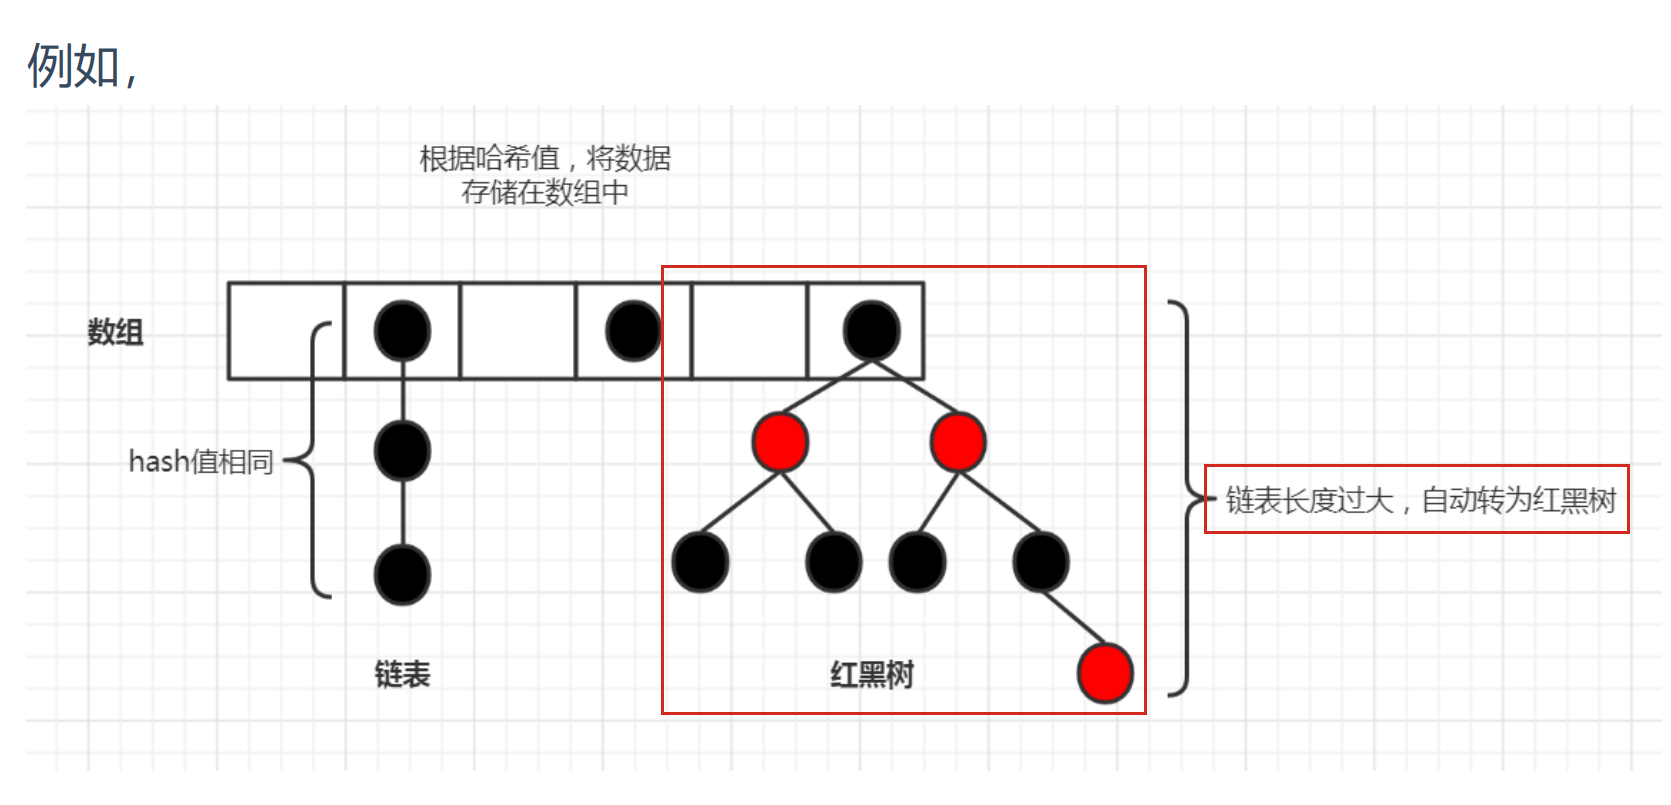 例如，
根据哈希值，将数据
存储在数组中
数组
hash值相同
链表长度过大，自动转为红黑树
链表
红黑树